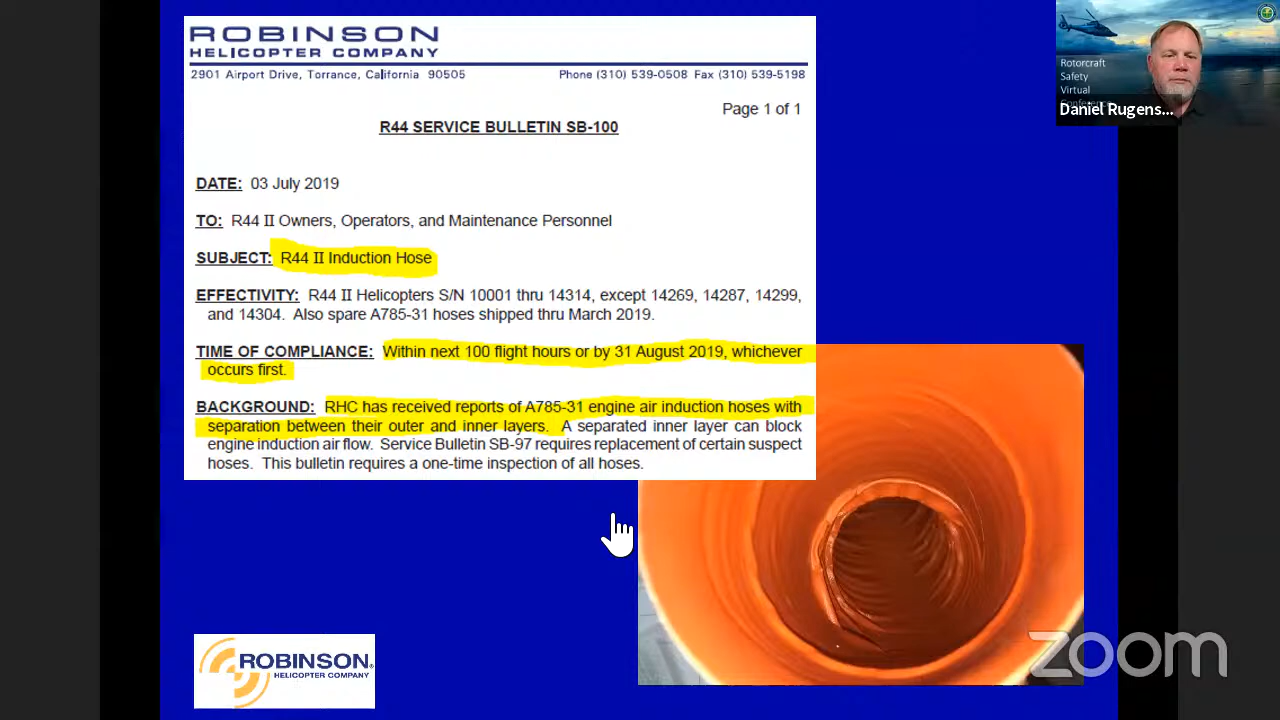 ROBINSON
HELICOPTER COMPANY
2901 Airport Drive, Torrance, California 90505 Phone (310) 539-0508 Fax (310) 539-5198
Page 1 of 1
R44 SERVICE BULLETIN SB-100
DATE: 03 July 2019
TO: R44 II Owners, Operators, and Maintenance Personnel
SUBJECT: R44 II Induction Hose
EFFECTIVITY: R44 II Helicopters S/N 10001 thru 14314, except 14269, 14287, 14299,
and 14304. Also spare A785-31 hoses shipped thru March 2019.
TIME OF COMPLIANCE: Within next 100 flight hours or by 31 August 2019, whichever
occurs first.
BACKGROUND: RHC has received reports of A785-31 engine air induction hoses with
separation between their outer and inner layers. A separated inner layer can block
engine induction air flow. Service Bulletin SB-97 requires replacement of certain suspect
hoses. This bulletin requires a one-time inspection of all hoses.
Rotorcraft
Safety
Virtual
Daniel Rugens...
ROBINSON®
HELICOPTER COMPANY
zoom